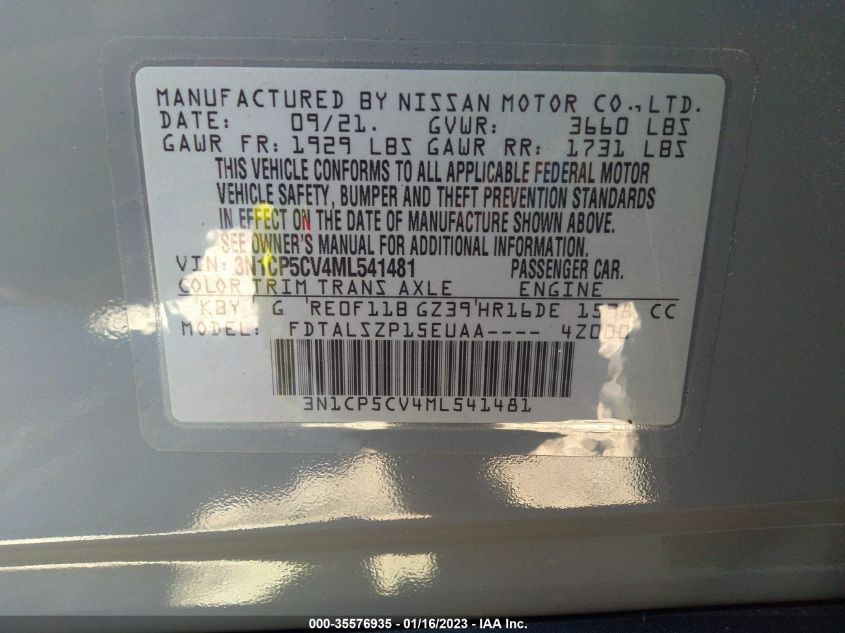 MANUFACTURED BY NISSAN MOTOR CO., LTD.
DATE: 09/21. GVWR: 3660 LBS
GAWR FR: 1929 LBS GAWR RR: 1731 LBS
THIS VEHICLE CONFORMS TO ALL APPLICABLE FEDERAL MOTOR
VEHICLE SAFETY, BUMPER AND THEFT PREVENTION STANDARDS
IN EFFECT ON THE DATE OF MANUFACTURE SHOWN ABOVE.
SEE OWNER'S MANUAL FOR ADDITIONAL INFORMATION.
VIN: 3N1CP5CV4ML541481 PASSENGER CAR.
COLOR TRIM TRANS AXLE ENGINE
KBY G RE0F11B GZ39 HR16DE 1598 CC
MODEL: FDTALSZP15EUAA---- 4Z000
3N1CP5CV4ML541481
000-35576935 - 01/16/2023 - IAA Inc.